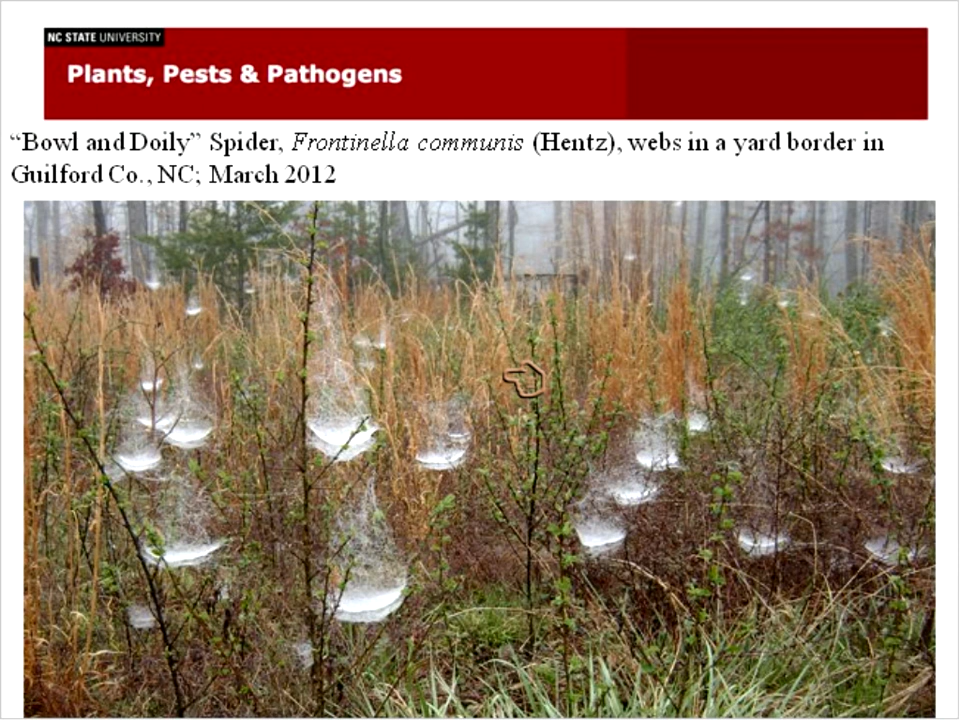 NC STATE UNIVERSITY
Plants, Pests & Pathogens
“Bowl and Doily” Spider, Frontinella communis (Hentz), webs in a yard border in
Guilford Co., NC; March 2012